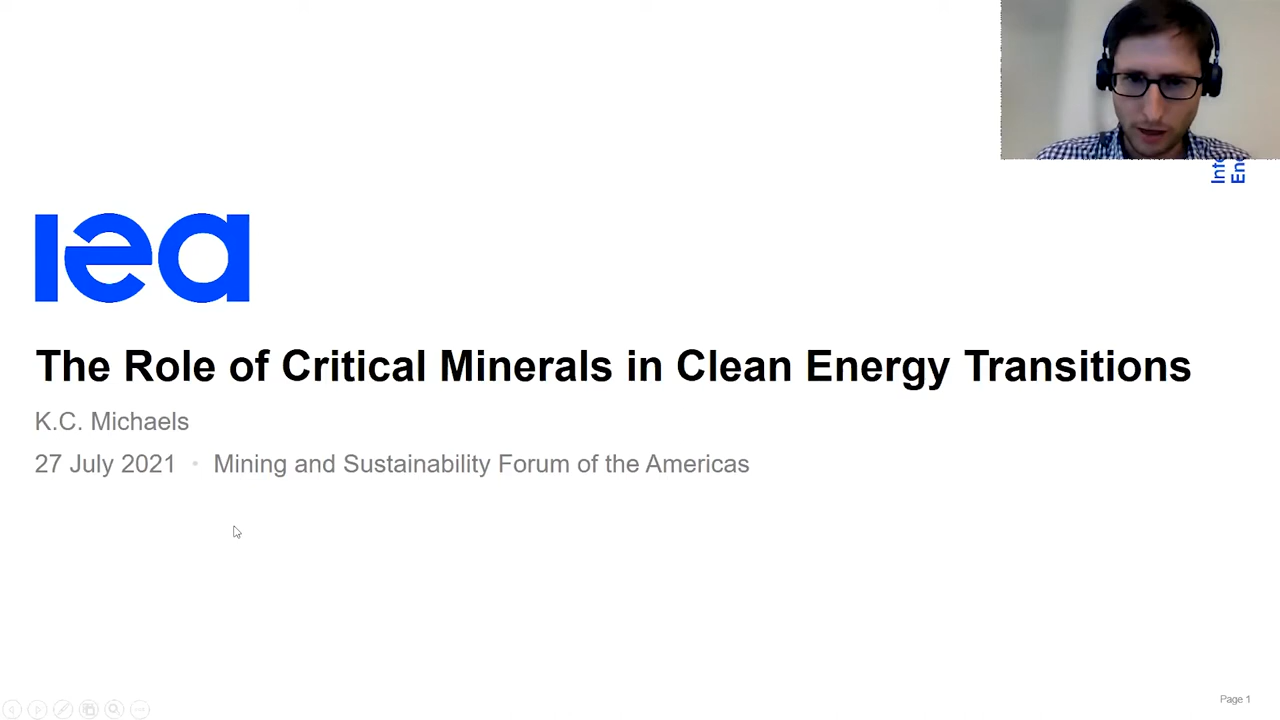 iea
The Role of Critical Minerals in Clean Energy Transitions
K.C. Michaels
27 July 2021 • Mining and Sustainability Forum of the Americas
Page 1